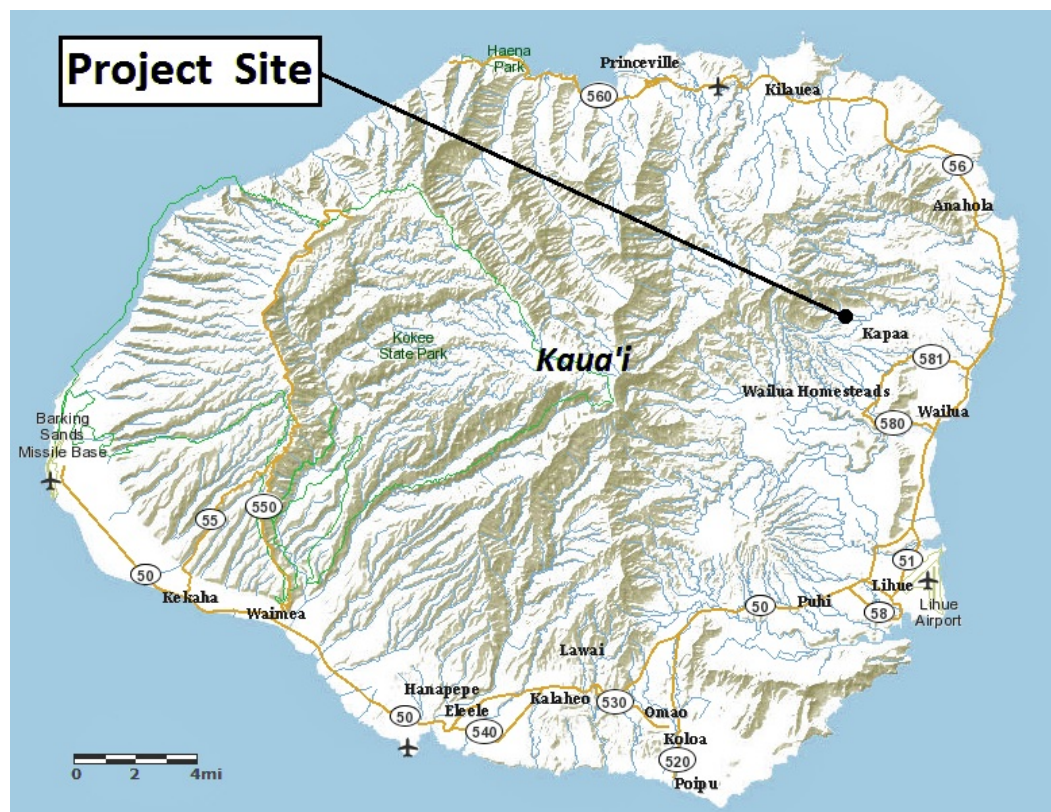 Project Site
Haena
Park
Princeville
560
Kilauea
56
Anahola
Kokee
State Park
Kaua'i
Kapaa
581
Wailua Homesteads
Wailua
580
Barking
Sands
Missile Base
550
55
50
Kekaha
Waimea
51
Lihue
Lihue
Airport
58
Puhi
50
Lawai
Hanapepe
Kalaheo
530
Omao
Eleele
50
540
Koloa
520
Poipu
0 2 4mi